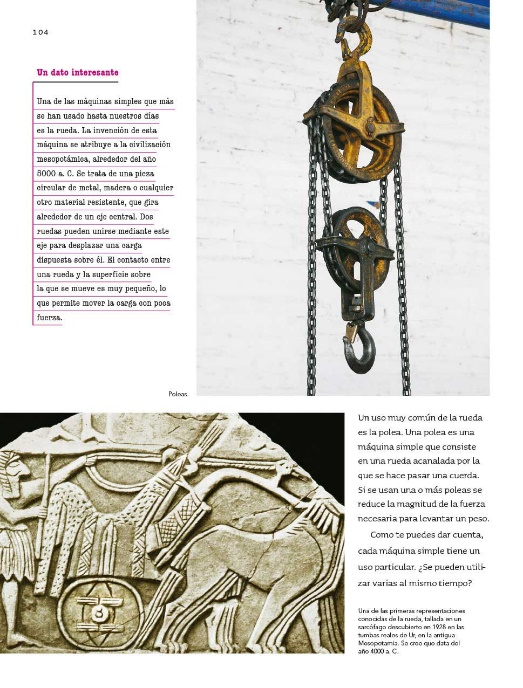 104
Un dato interesante
Una de las máquinas simples que más
se han usado hasta nuestros días
es la rueda. La invención de esta
máquina se atribuye a la civilización
mesopotámica, alrededor del año
5000 a. C. Se trata de una pieza
circular de metal, madera o cualquier
otro material resistente, que gira
alrededor de un eje central. Dos
ruedas pueden unirse mediante este
eje para desplazar una carga
dispuesta sobre él. El contacto entre
una rueda y la superficie sobre
la que se mueve es muy pequeño, lo
que permite mover la carga con poca
fuerza.
Poleas
Un uso muy común de la rueda
es la polea. Una polea es una
máquina simple que consiste
en una rueda acanalada por la
que se hace pasar una cuerda.
Si se usan una o más poleas se
reduce la magnitud de la fuerza
necesaria para levantar un peso.
Como te puedes dar cuenta,
cada máquina simple tiene un
uso particular. ¿Se pueden utili-
zar varias al mismo tiempo?
Una de las primeras representaciones
conocidas de la rueda, tallada en un
sarcófago descubierto en 1928 en las
tumbas reales de Ur, en la antigua
Mesopotamia. Se cree que data del
año 4000 a. C.